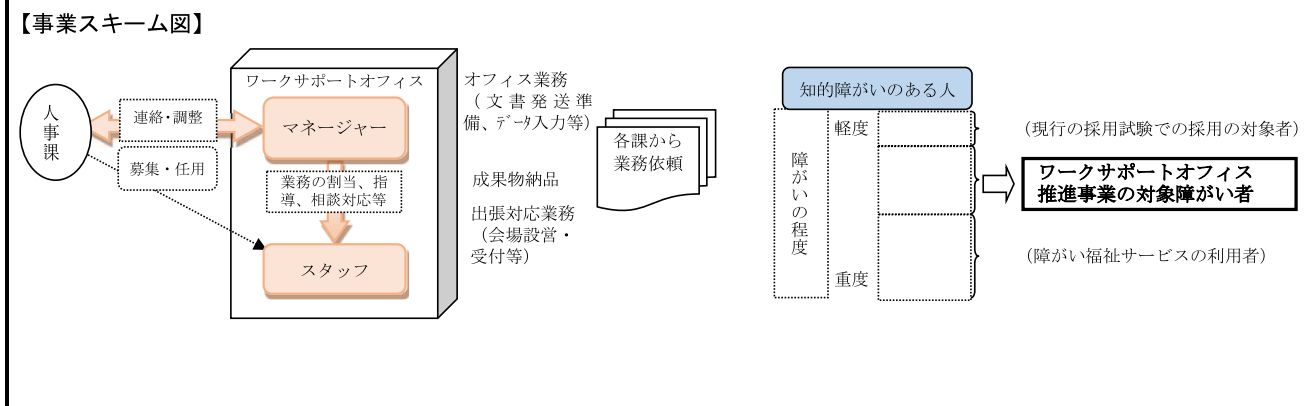 【事業スキーム図】
人
事
課
連絡・調整
募集・任用
ワークサポートオフィス
マネージャー
業務の割当、指
導、相談対応等
スタッフ
オフィス業務
（文書発送準
備、ﾃﾞｰﾀ入力等）
成果物納品
出張対応業務
（会場設営・
受付等）
各課から
業務依頼
知的障がいのある人
障がいの程度
軽度
重度
(現行の採用試験での採用の対象者)
ワークサポートオフィス
推進事業の対象障がい者
(障がい福祉サービスの利用者)